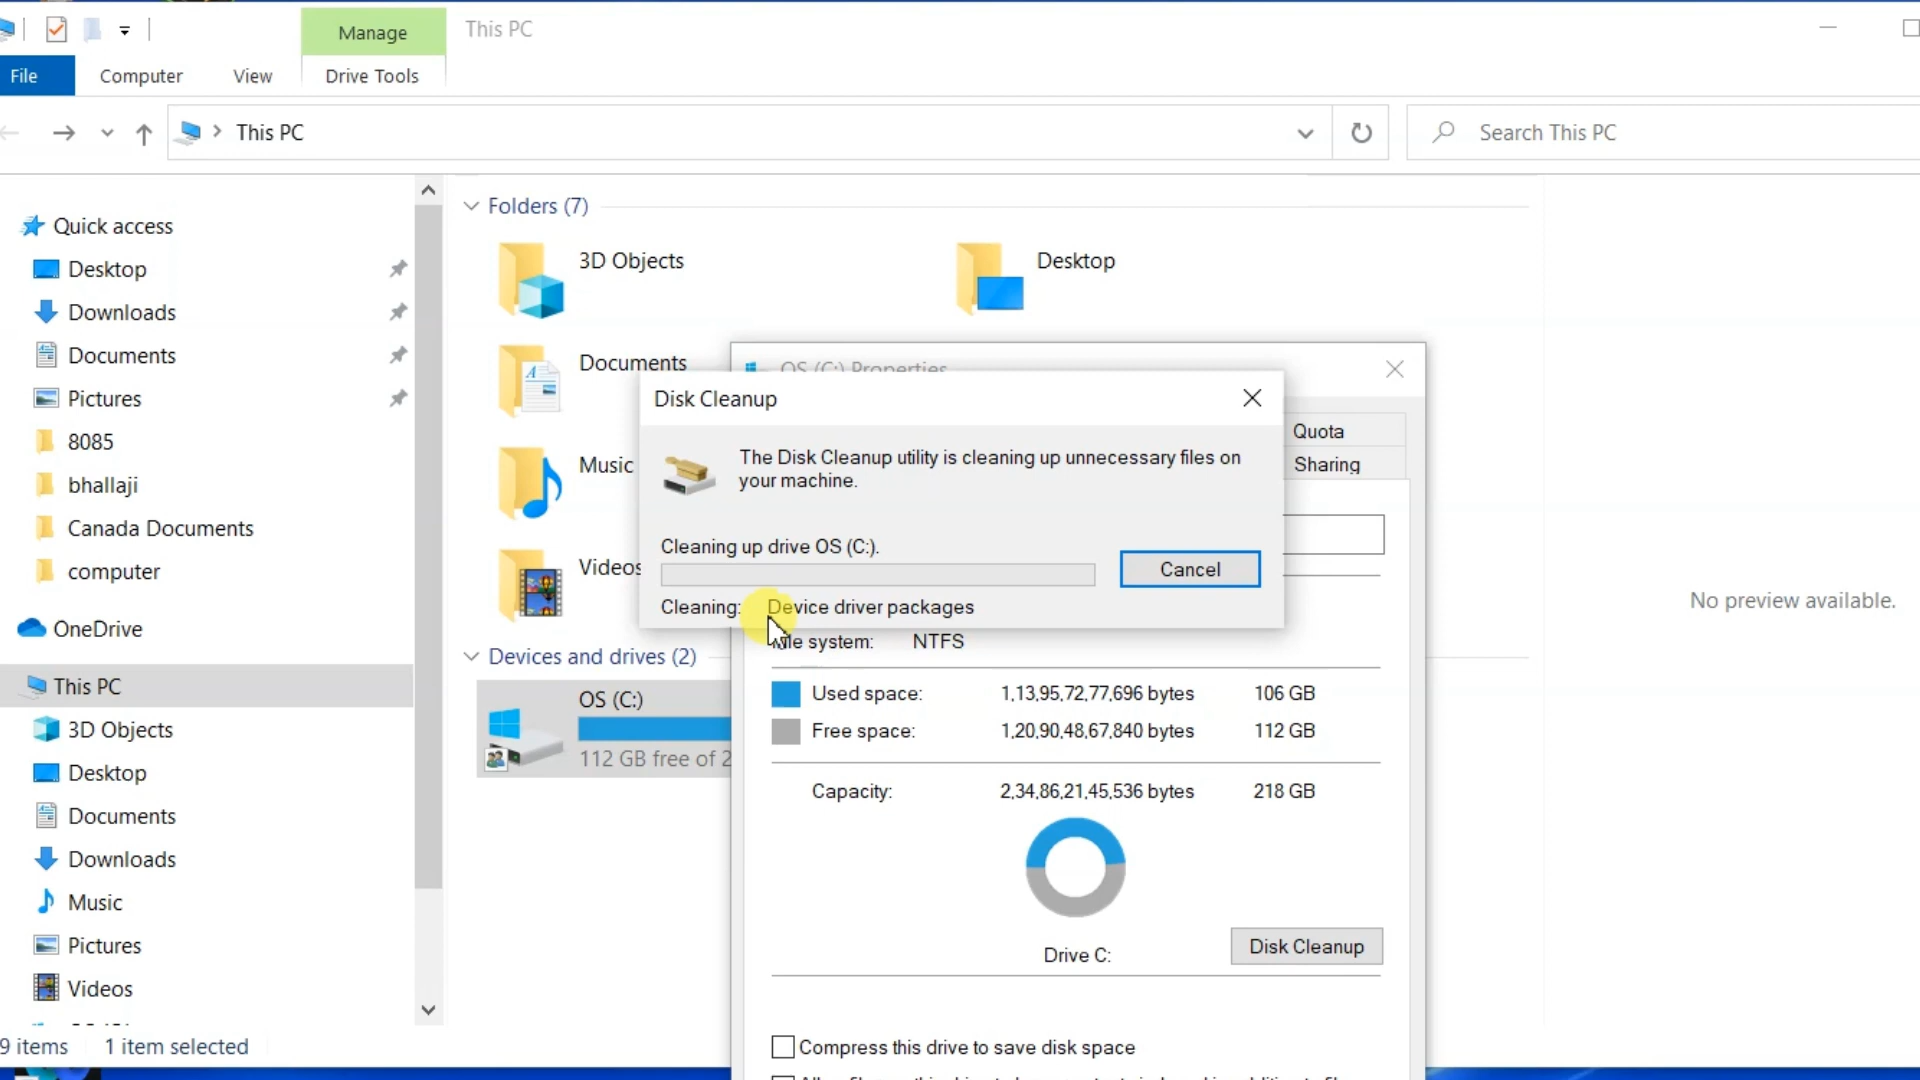 Manage
This PC
File
Computer
View
Drive Tools
This PC
Search This PC
Quick access
Desktop
Downloads
Documents
Pictures
8085
bhallaji
Canada Documents
computer
OneDrive
This PC
3D Objects
Desktop
Documents
Downloads
Music
Pictures
Videos
9 items
1 item selected
Folders (7)
3D Objects
Desktop
Documents
Music
Videos
Devices and drives (2)
OS (C:)
112 GB free of 2
OS (C:) Properties
Quota
Sharing
Disk Cleanup
The Disk Cleanup utility is cleaning up unnecessary files on
your machine.
Cleaning up drive OS (C:).
Cancel
Cleaning: Device driver packages
File system: NTFS
Used space: 1,13,95,72,77,696 bytes 106 GB
Free space: 1,20,90,48,67,840 bytes 112 GB
Capacity: 2,34,86,21,45,536 bytes 218 GB
Drive C:
Disk Cleanup
Compress this drive to save disk space
No preview available.